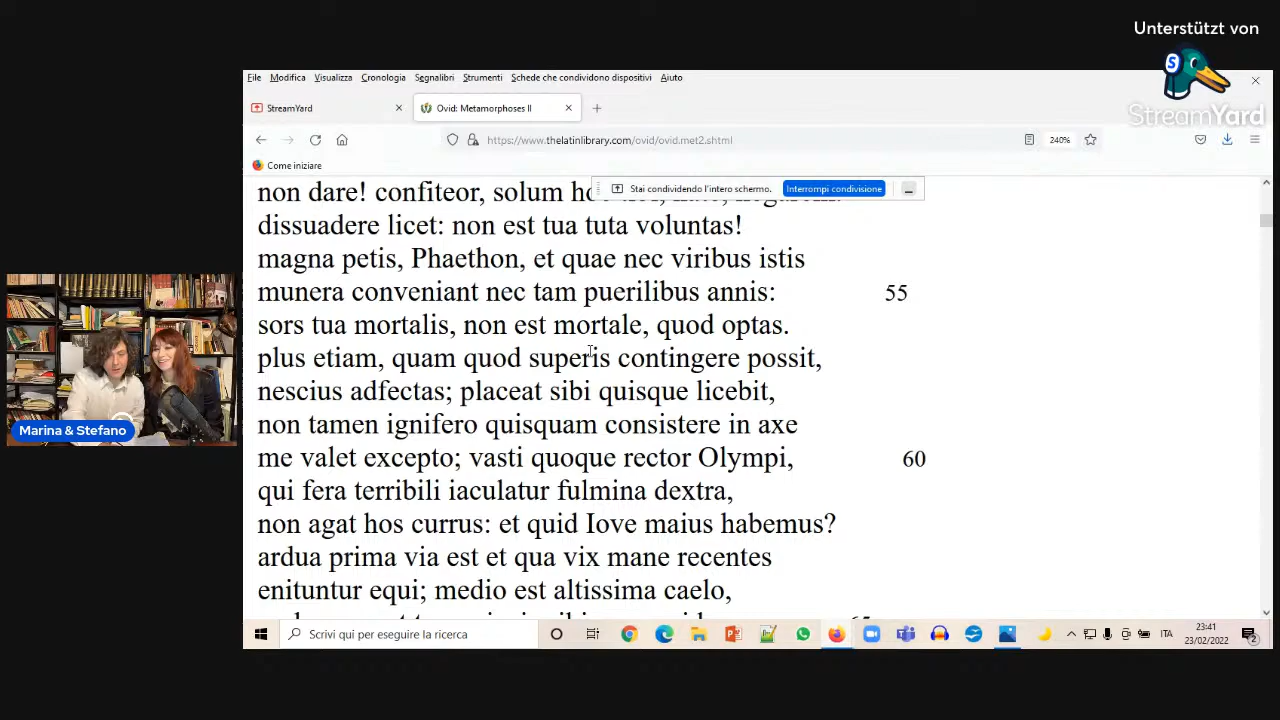 Unterstützt von
StreamYard
File Modifica Visualizza Cronologia Segnalibri Strumenti Schede che condividono dispositivi Aiuto
StreamYard
Ovid: Metamorphoses II
https://www.thelatinlibrary.com/ovid/ovid.met2.shtml
240%
Come iniziare
Stai condividendo l'intero schermo. Interrompi condivisione
non dare! confiteor, solum
dissuadere licet: non est tua tuta voluntas!
magna petis, Phaethon, et quae nec viribus istis
munera conveniant nec tam puerilibus annis: 55
sors tua mortalis, non est mortale, quod optas.
plus etiam, quam quod superis contingere possit,
nescius adfectas; placeat sibi quisque licebit,
non tamen ignifero quisquam consistere in axe
me valet excepto; vasti quoque rector Olympi, 60
qui fera terribili iaculatur fulmina dextra,
non agat hos currus: et quid Iove maius habemus?
ardua prima via est et qua vix mane recentes
enituntur equi; medio est altissima caelo,
Marina & Stefano
Scrivi qui per eseguire la ricerca
ITA
23:41
23/02/2022
2